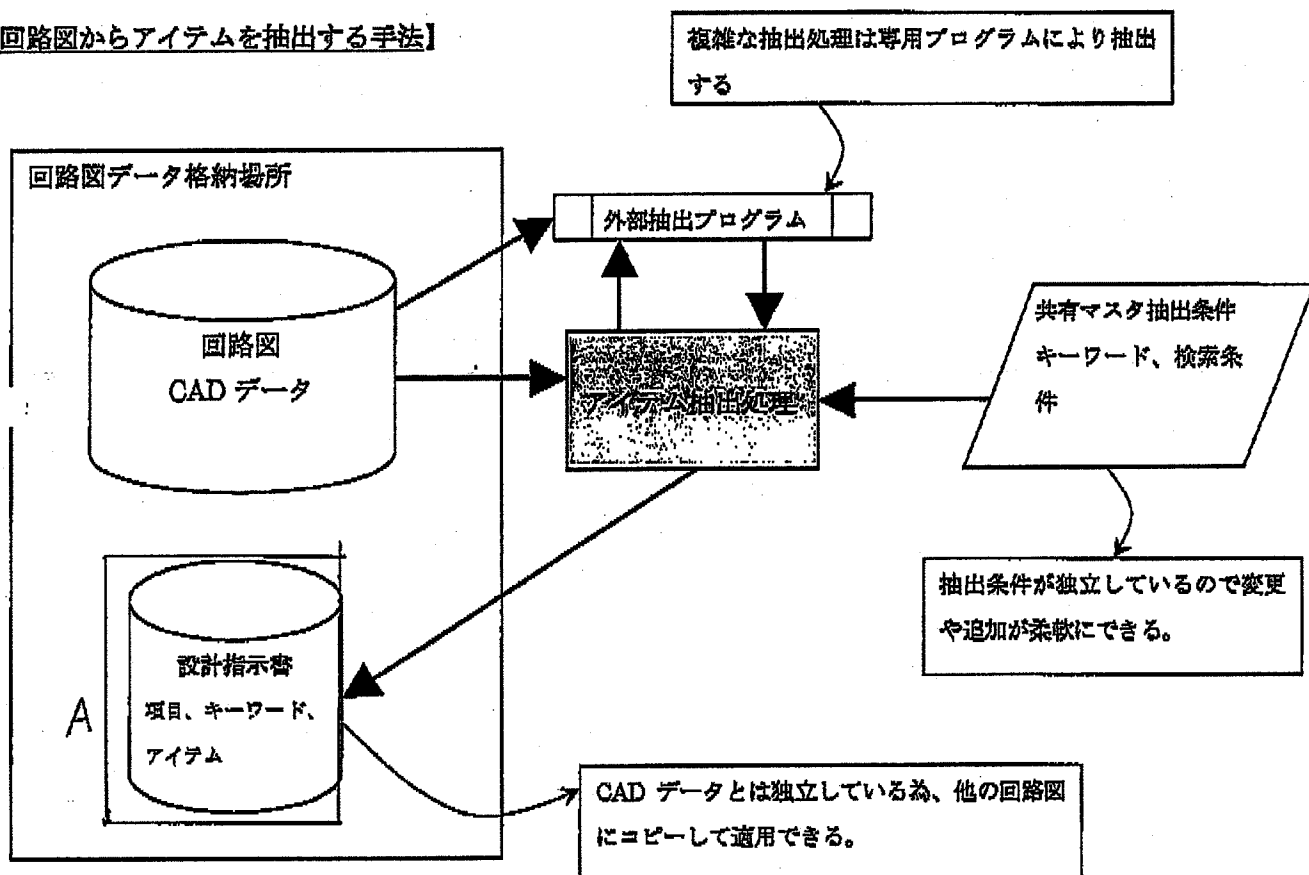 回路図からアイテムを抽出する手法】
複雑な抽出処理は専用プログラムにより抽出
する
回路図データ格納場所
外部抽出プログラム
回路図
CAD データ
アイテム抽出処理
共有マスタ抽出条件
キーワード、検索条
件
抽出条件が独立しているので変更
や追加が柔軟にできる。
設計指示書
項目、キーワード、
アイテム
A
CAD データとは独立している為、他の回路図
にコピーして適用できる。